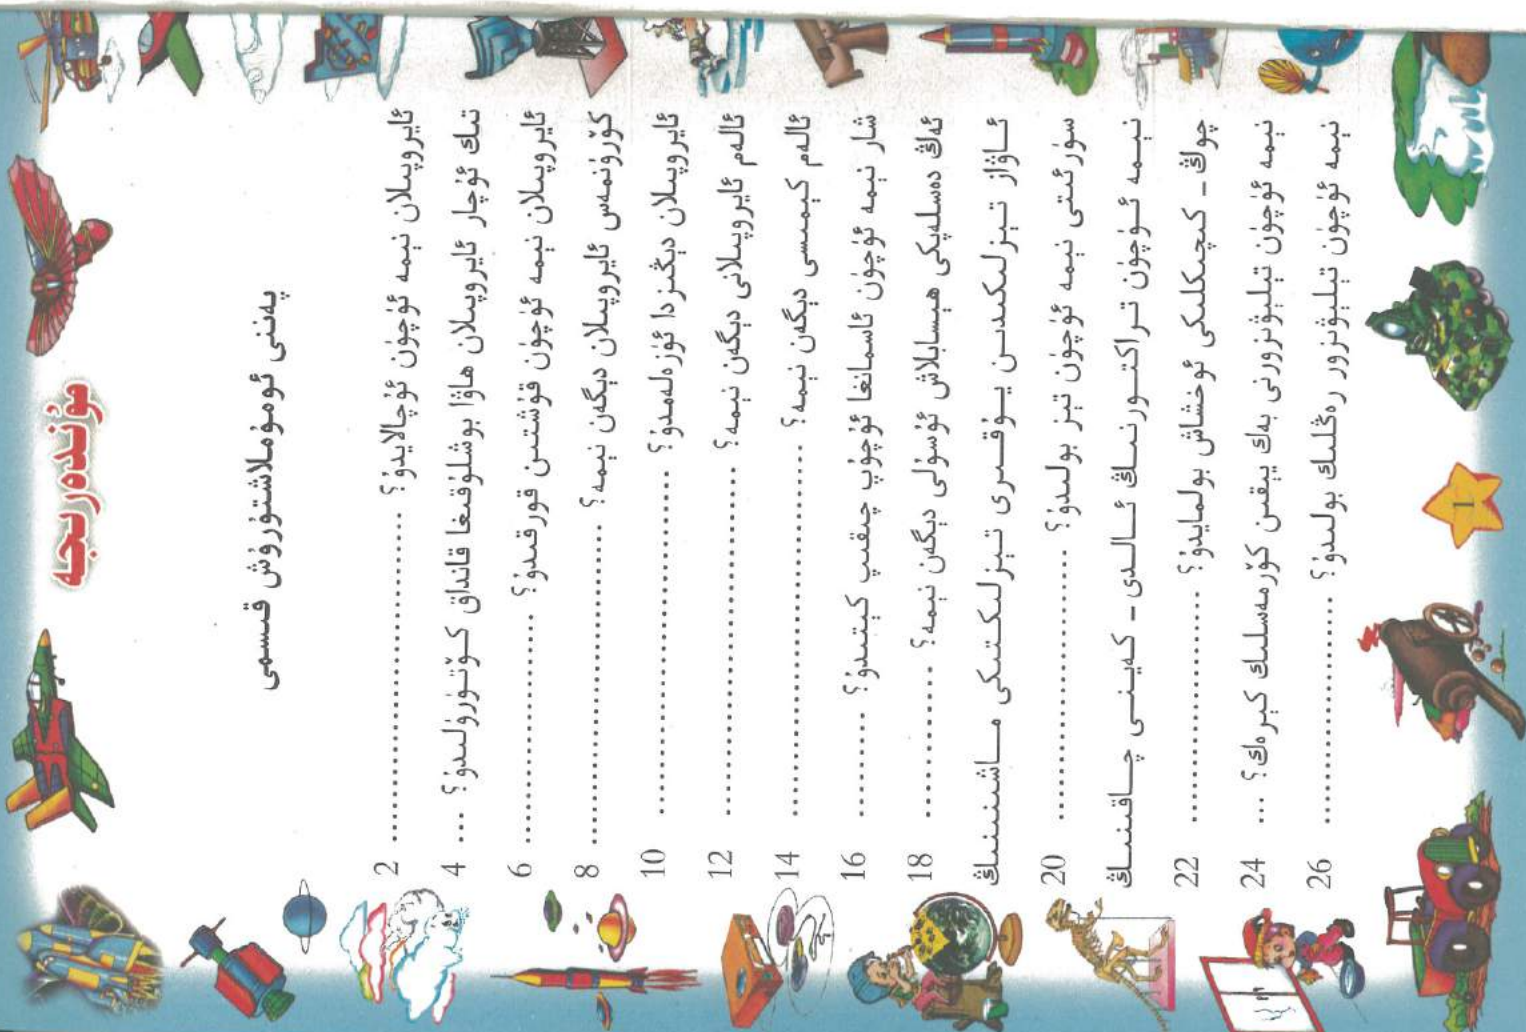 مۇندەرىجە
پەننى ئومۇملاشتۇرۇش قىسمى
ئايروپىلان نېمە ئۈچۈن ئۇچالايدۇ؟ ........ 2
تىك ئۇچار ئايروپىلان ھاۋا بوشلۇقىغا قانداق كۆتۈرۈلىدۇ؟ ... 4
ئايروپىلان نېمە ئۈچۈن قۇشتىن قورقىدۇ؟ ........ 6
كۆرۈنمەس ئايروپىلان دېگەن نېمە؟ ........ 8
ئايروپىلان دېڭىزدا ئۈزەلەمدۇ؟ ........ 10
ئالەم ئايروپىلانى دېگەن نېمە؟ ........ 12
ئالەم كېمىسى دېگەن نېمە؟ ........ 14
شار نېمە ئۈچۈن ئاسمانغا ئۇچۇپ چىقىپ كېتىدۇ؟ ........ 16
ئەڭ دەسلەپكى ھېسابلاش ئۇسۇلى دېگەن نېمە؟ ........ 18
ئاۋاز تېزلىكىدىن يۇقىرى تېزلىكتىكى ماشىنىنىڭ
سۈرئىتى نېمە ئۈچۈن تېز بولىدۇ؟ ........ 20
نېمە ئۈچۈن تراكتورنىڭ ئالدى - كەينى چاقىنىڭ
چوڭ - كىچىكلىكى ئوخشاش بولمايدۇ؟ ........ 22
نېمە ئۈچۈن تېلېۋىزورنى بەك يېقىن كۆرمەسلىك كېرەك؟ ... 24
نېمە ئۈچۈن تېلېۋىزور رەڭلىك بولىدۇ؟ ........ 26
1